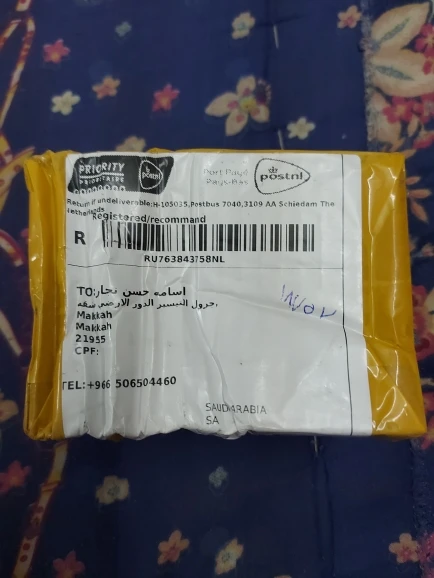 PRIORITY
PRIORITAIRE
postnl
Port Payé
Pays-Bas
postnl
Return if undeliverable:H-105035,Postbus 7040,3109 AA Schiedam The
Netherlands
Registered/recommand
R
RU763843758NL
TO:اسامه حسن نجار
جرول التيسير الدور الارضي شقه,
Makkah
Makkah
21955
CPF:
TEL:+966 506504460
SAUDI ARABIA
SA